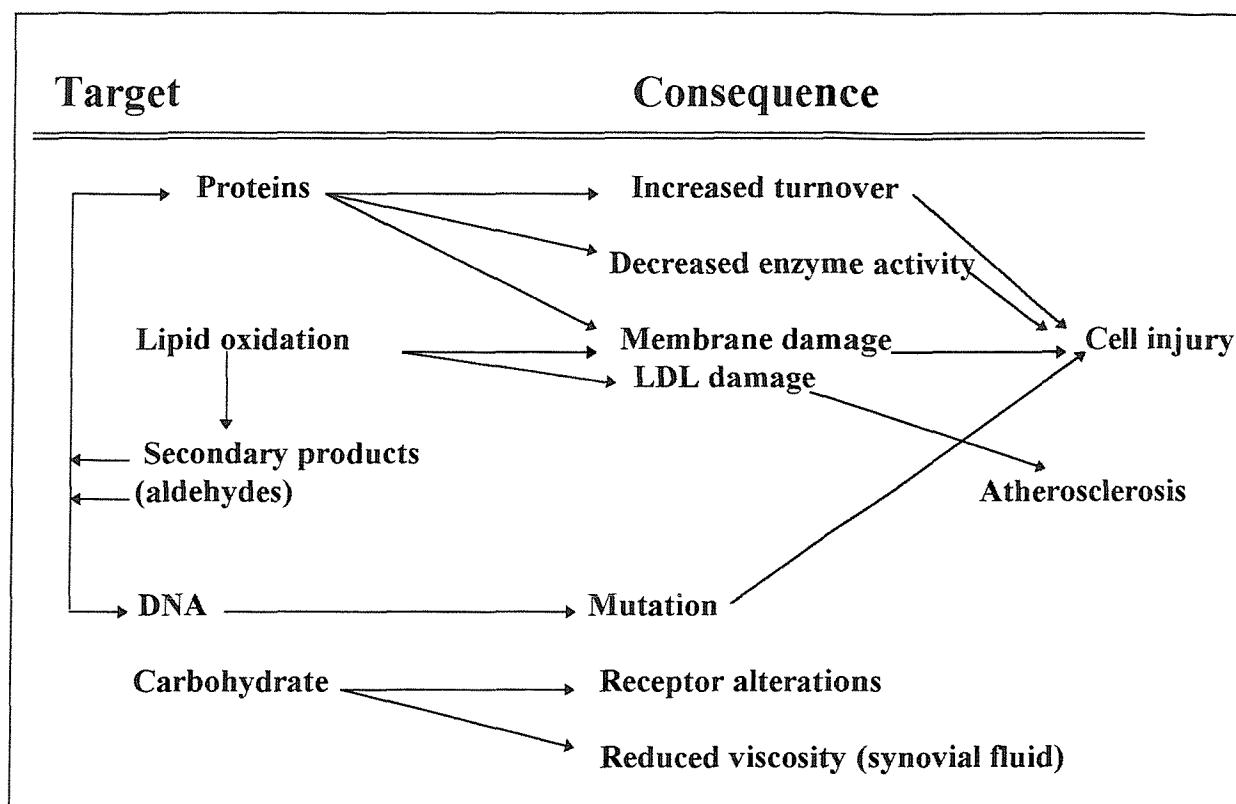 Target Consequence
Proteins Increased turnover
Decreased enzyme activity
Lipid oxidation Membrane damage Cell injury
LDL damage
Secondary products
(aldehydes) Atherosclerosis
DNA Mutation
Carbohydrate Receptor alterations
Reduced viscosity (synovial fluid)